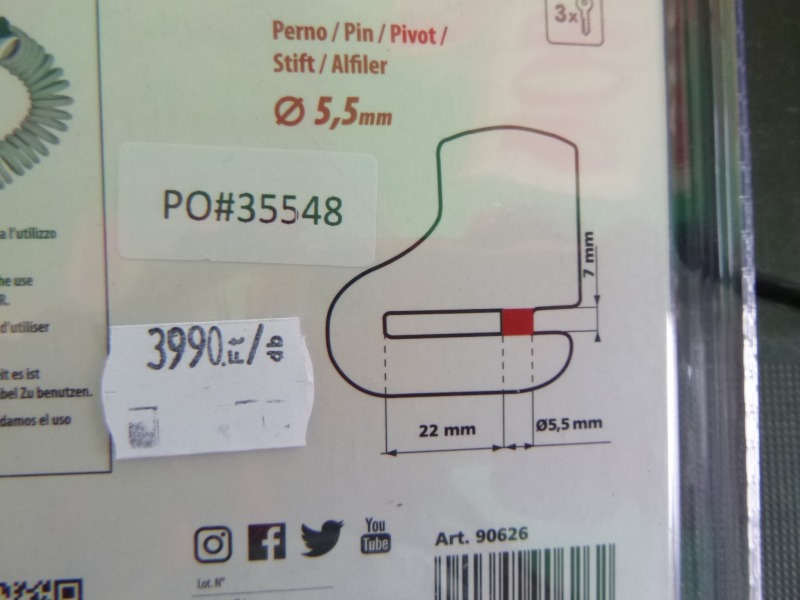 Perno / Pin / Pivot /
Stift / Alfiler
Ø 5,5mm
3x
PO#35548
a l'utilizzo
he use
R.
d'utiliser
it es ist
bel Zu benutzen.
damos el uso
3990.Ft/db
7 mm
22 mm
Ø5,5 mm
You
Tube
Art. 90626
Lot. N°